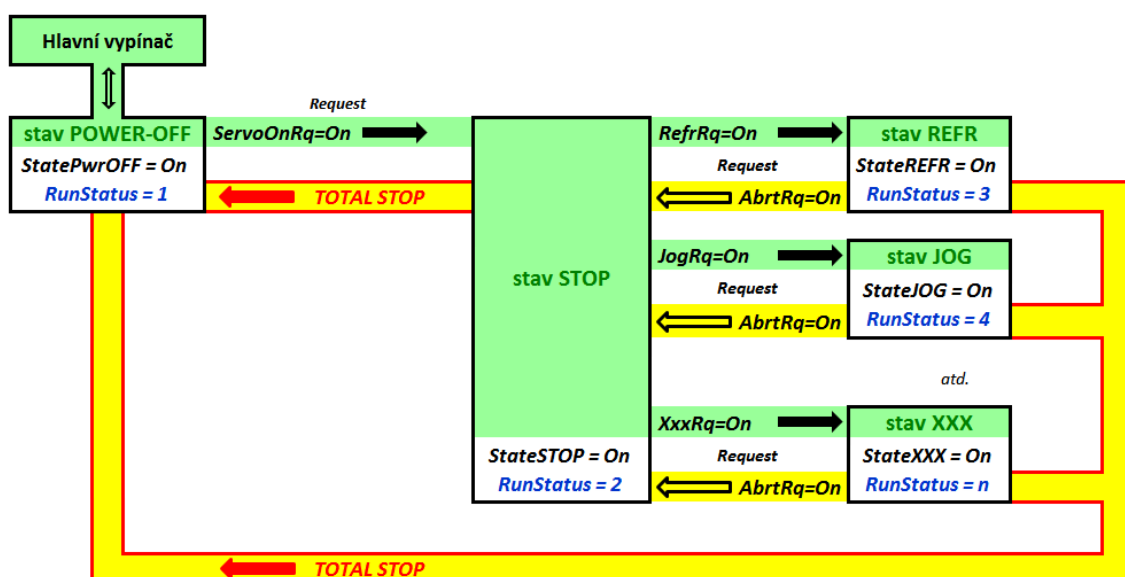 Hlavní vypínač
Request
stav POWER-OFF
ServoOnRq=On
StatePwrOFF = On
RunStatus = 1
TOTAL STOP
stav STOP
StateSTOP = On
RunStatus = 2
RefrRq=On
Request
AbrtRq=On
stav REFR
StateREFR = On
RunStatus = 3
JogRq=On
Request
AbrtRq=On
stav JOG
StateJOG = On
RunStatus = 4
atd.
XxxRq=On
Request
AbrtRq=On
stav XXX
StateXXX = On
RunStatus = n
TOTAL STOP